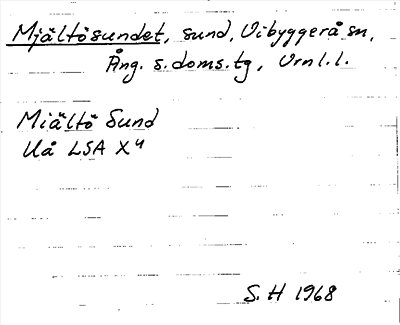 Mjältösundet, sund, Vibyggerå sn,
Ång. s. doms. tg, Vrnl.l.
Miältö Sund
Uå LSA X4
S. H 1968